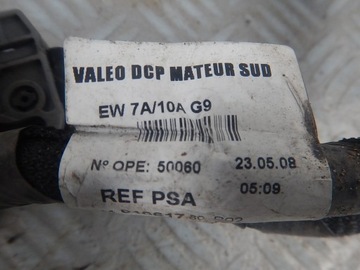 VALEO DCP MATEUR SUD
EW 7A/10A G9
Nº OPE: 50060 23.05.08
REF PSA 05:09